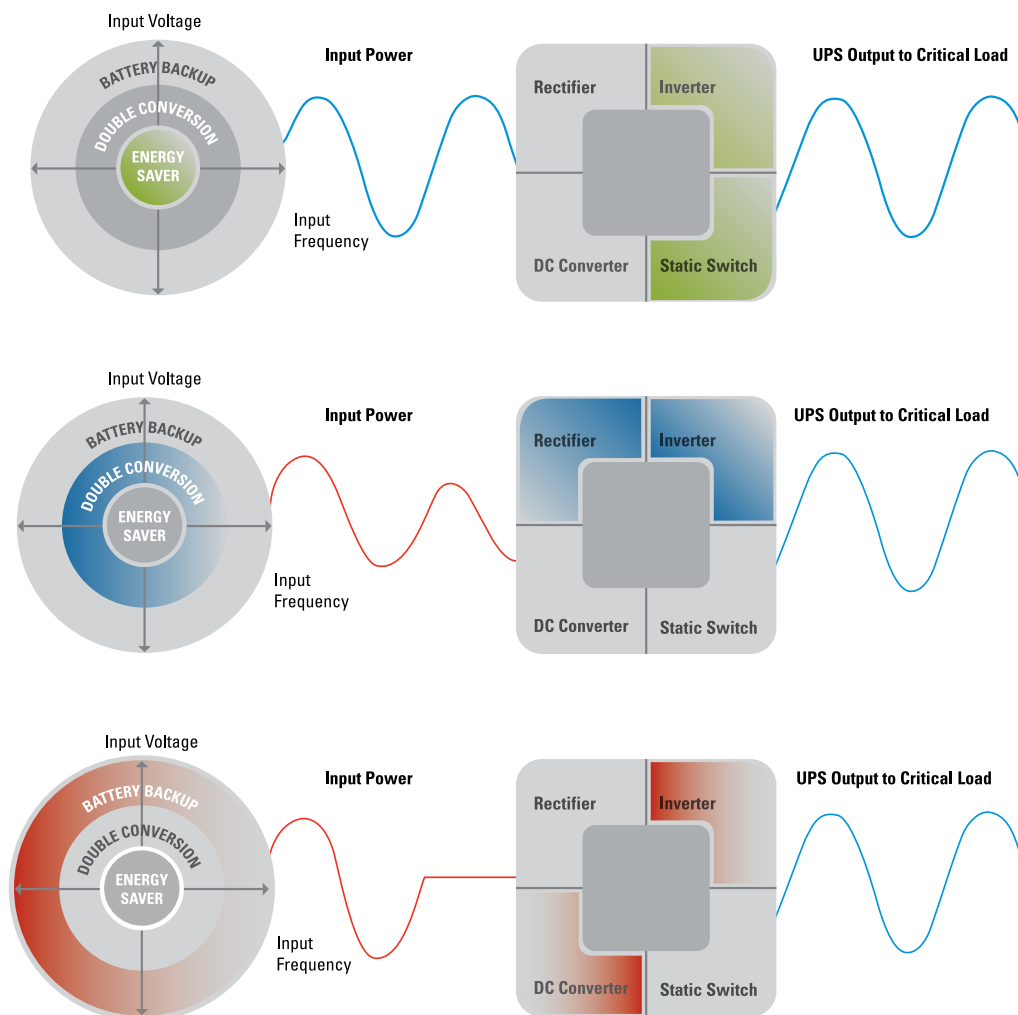 Input Voltage
Input Power
UPS Output to Critical Load
BATTERY BACKUP
DOUBLE CONVERSION
ENERGY
SAVER
Input
Frequency
Rectifier
Inverter
DC Converter
Static Switch
Input Voltage
Input Power
UPS Output to Critical Load
BATTERY BACKUP
DOUBLE CONVERSION
ENERGY
SAVER
Input
Frequency
Rectifier
Inverter
DC Converter
Static Switch
Input Voltage
Input Power
UPS Output to Critical Load
BATTERY BACKUP
DOUBLE CONVERSION
ENERGY
SAVER
Input
Frequency
Rectifier
Inverter
DC Converter
Static Switch